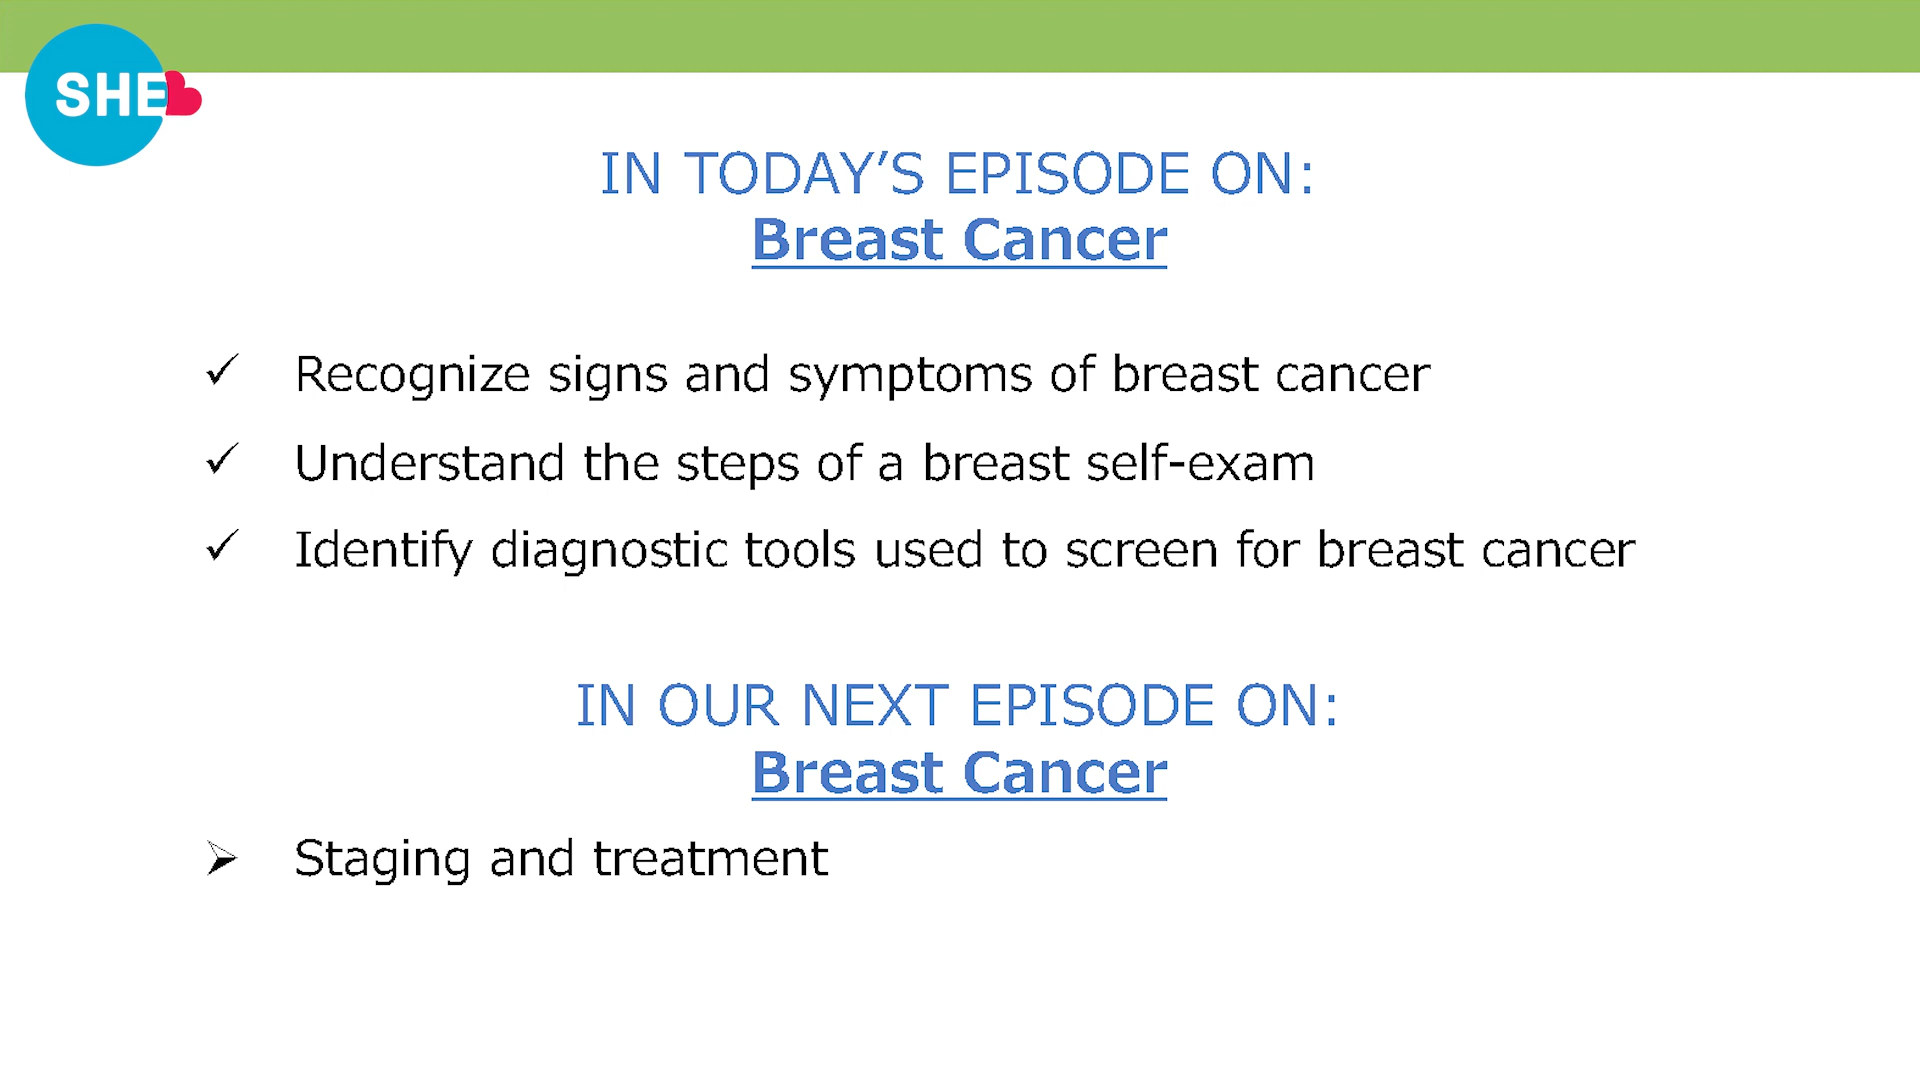 SHE
IN TODAY’S EPISODE ON:
Breast Cancer
Recognize signs and symptoms of breast cancer
Understand the steps of a breast self-exam
Identify diagnostic tools used to screen for breast cancer
IN OUR NEXT EPISODE ON:
Breast Cancer
Staging and treatment